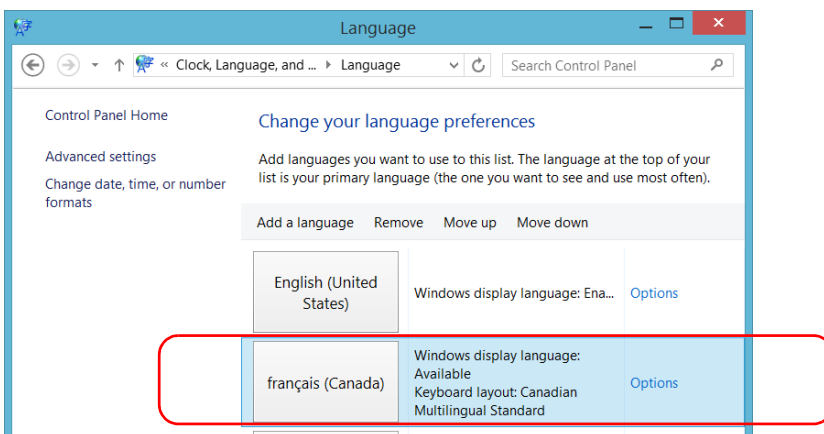 Language
« Clock, Language, and ... Language
Search Control Panel
Control Panel Home
Advanced settings
Change date, time, or number
formats
Change your language preferences
Add languages you want to use to this list. The language at the top of your
list is your primary language (the one you want to see and use most often).
Add a language Remove Move up Move down
English (United
States)
Windows display language: Ena...
Options
français (Canada)
Windows display language:
Available
Keyboard layout: Canadian
Multilingual Standard
Options